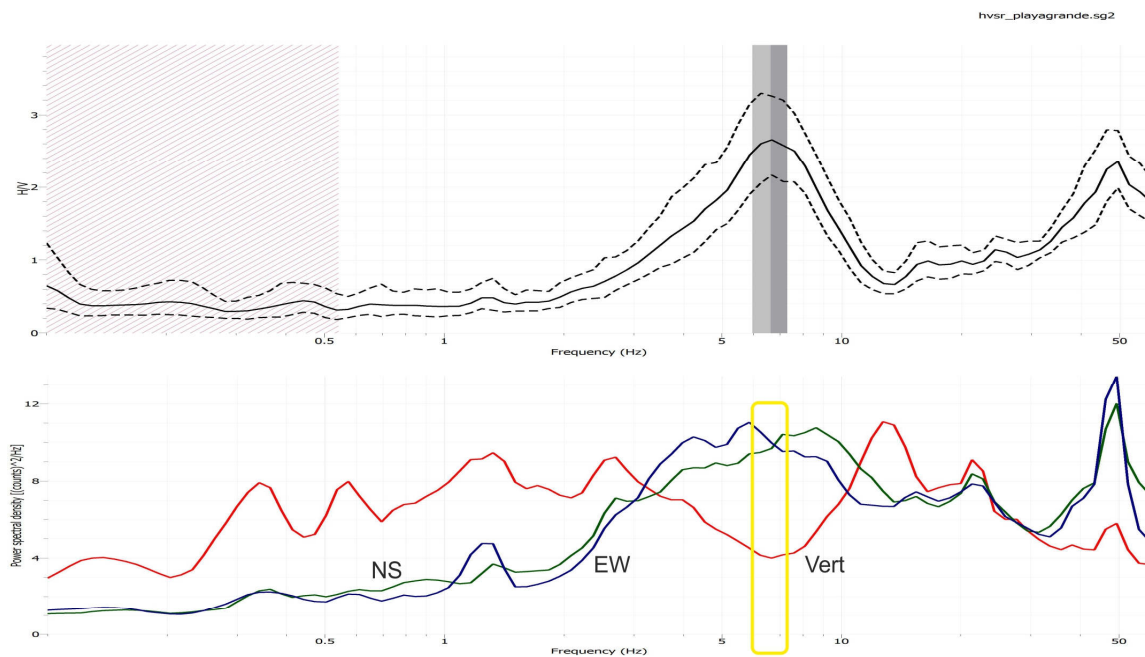 hvsr_playagrande.sg2
H/V
3
2
1
0
0.5 1 5 10 50
Frequency (Hz)
Power spectral density [(counts)^2/Hz)
12
8
4
0
NS EW Vert
0.5 1 5 10 50
Frequency (Hz)